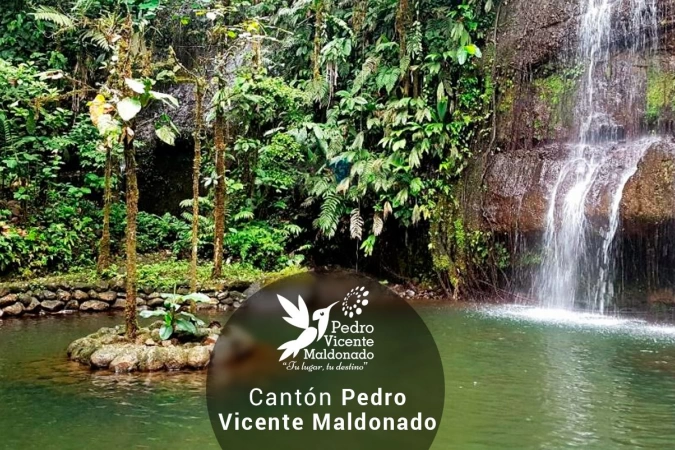 Pedro
Vicente
Maldonado
"Tu lugar, tu destino"
Cantón Pedro
Vicente Maldonado